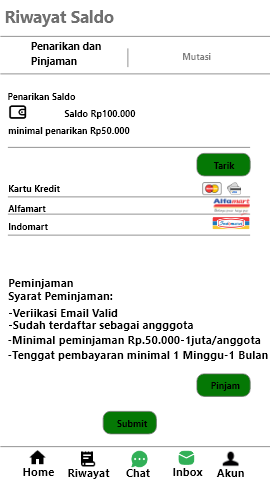 Riwayat Saldo
Penarikan dan
Pinjaman
Mutasi
Penarikan Saldo
Saldo Rp100.000
minimal penarikan Rp50.000
Tarik
Kartu Kredit
Alfamart
Alfamart
Indomart
Indomaret
Peminjaman
Syarat Peminjaman:
-Veriikasi Email Valid
-Sudah terdaftar sebagai angggota
-Minimal peminjaman Rp.50.000-1juta/anggota
-Tenggat pembayaran minimal 1 Minggu-1 Bulan
Pinjam
Submit
Home Riwayat Chat Inbox Akun